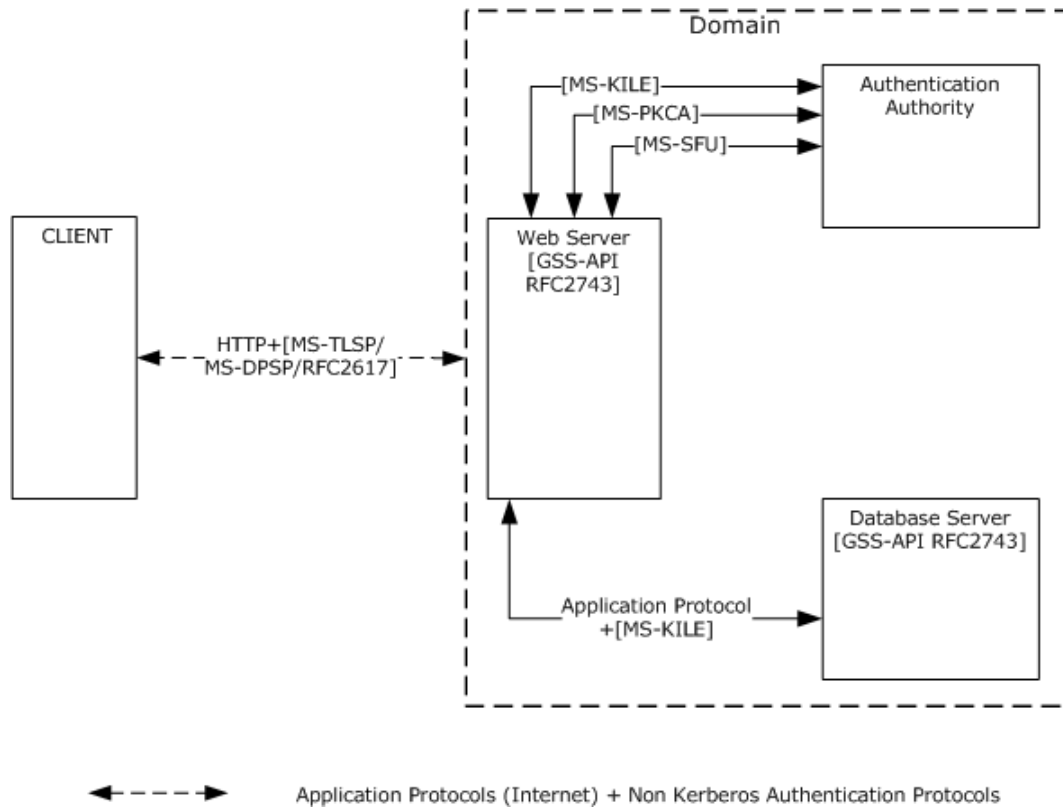 Domain
[MS-KILE]
[MS-PKCA]
[MS-SFU]
Authentication
Authority
CLIENT
Web Server
[GSS-API
RFC2743]
HTTP+[MS-TLSP/
MS-DPSP/RFC2617]
Database Server
[GSS-API RFC2743]
Application Protocol
+[MS-KILE]
Application Protocols (Internet) + Non Kerberos Authentication Protocols